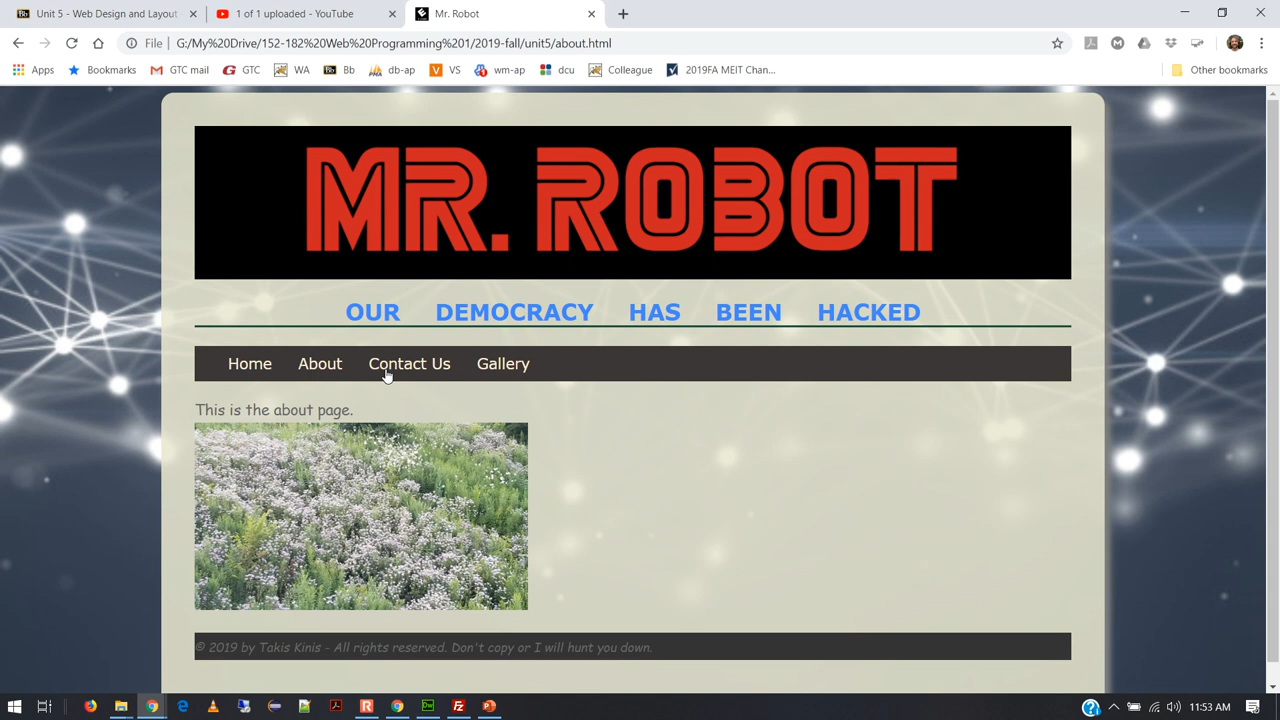 Unit 5 - Web Design and Layout
1 of 1 uploaded - YouTube
Mr. Robot
File G:/My%20Drive/152-182%20Web%20Programming%201/2019-fall/unit5/about.html
Apps Bookmarks GTC mail GTC WA Bb db-ap VS wm-ap dcu Colleague 2019FA MEIT Chan... Other bookmarks
MR. ROBOT
OUR DEMOCRACY HAS BEEN HACKED
Home About Contact Us Gallery
This is the about page.
© 2019 by Takis Kinis - All rights reserved. Don't copy or I will hunt you down.
11:53 AM